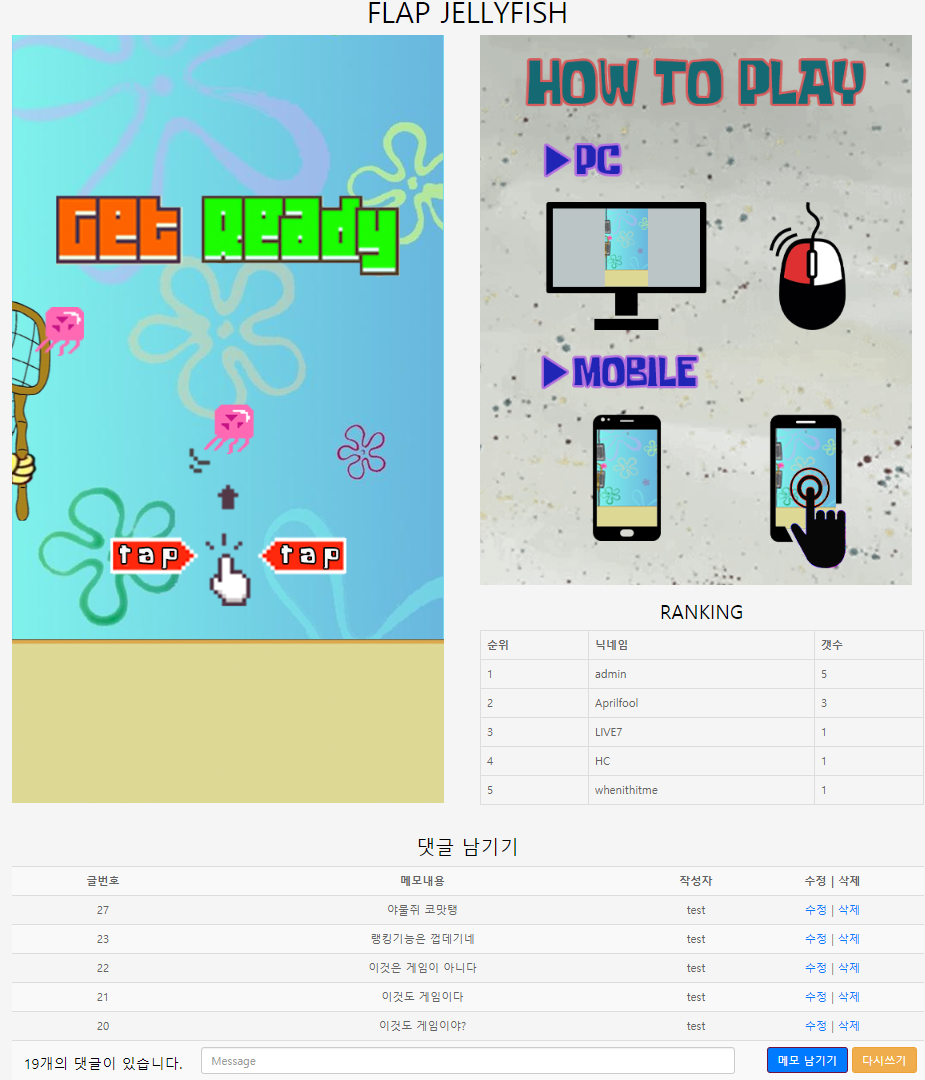 FLAP JELLYFISH
Get Ready
tap tap
HOW TO PLAY
PC
MOBILE
RANKING
순위 닉네임 갯수
1 admin 5
2 Aprilfool 3
3 LIVE7 1
4 HC 1
5 whenithitme 1
댓글 남기기
글번호 메모내용 작성자 수정 | 삭제
27 야물쥐 코맛탱 test 수정 | 삭제
23 랭킹기능은 껍데기네 test 수정 | 삭제
22 이것은 게임이 아니다 test 수정 | 삭제
21 이것도 게임이다 test 수정 | 삭제
20 이것도 게임이야? test 수정 | 삭제
19개의 댓글이 있습니다. Message 메모 남기기 다시쓰기